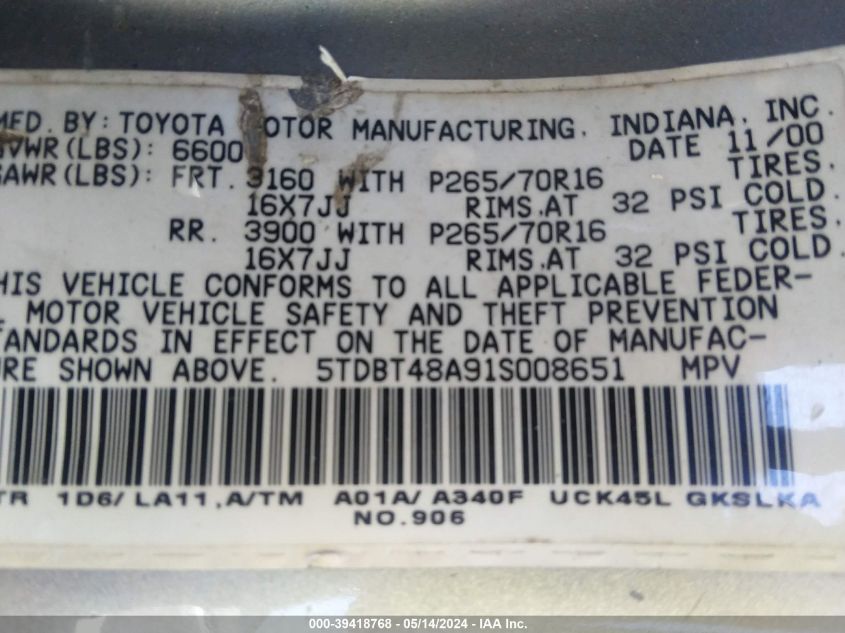 MFD. BY: TOYOTA MOTOR MANUFACTURING, INDIANA, INC.
GVWR(LBS): 6600 DATE 11/00
GAWR(LBS): FRT. 3160 WITH P265/70R16 TIRES.
16X7JJ RIMS.AT 32 PSI COLD.
RR. 3900 WITH P265/70R16 TIRES.
16X7JJ RIMS.AT 32 PSI COLD.
HIS VEHICLE CONFORMS TO ALL APPLICABLE FEDER-
L MOTOR VEHICLE SAFETY AND THEFT PREVENTION
TANDARDS IN EFFECT ON THE DATE OF MANUFAC-
URE SHOWN ABOVE. 5TDBT48A91S008651 MPV
TR 1D6/ LA11,A/TM A01A/ A340F UCK45L GKSLKA
NO.906
000-39418768 - 05/14/2024 - IAA Inc.